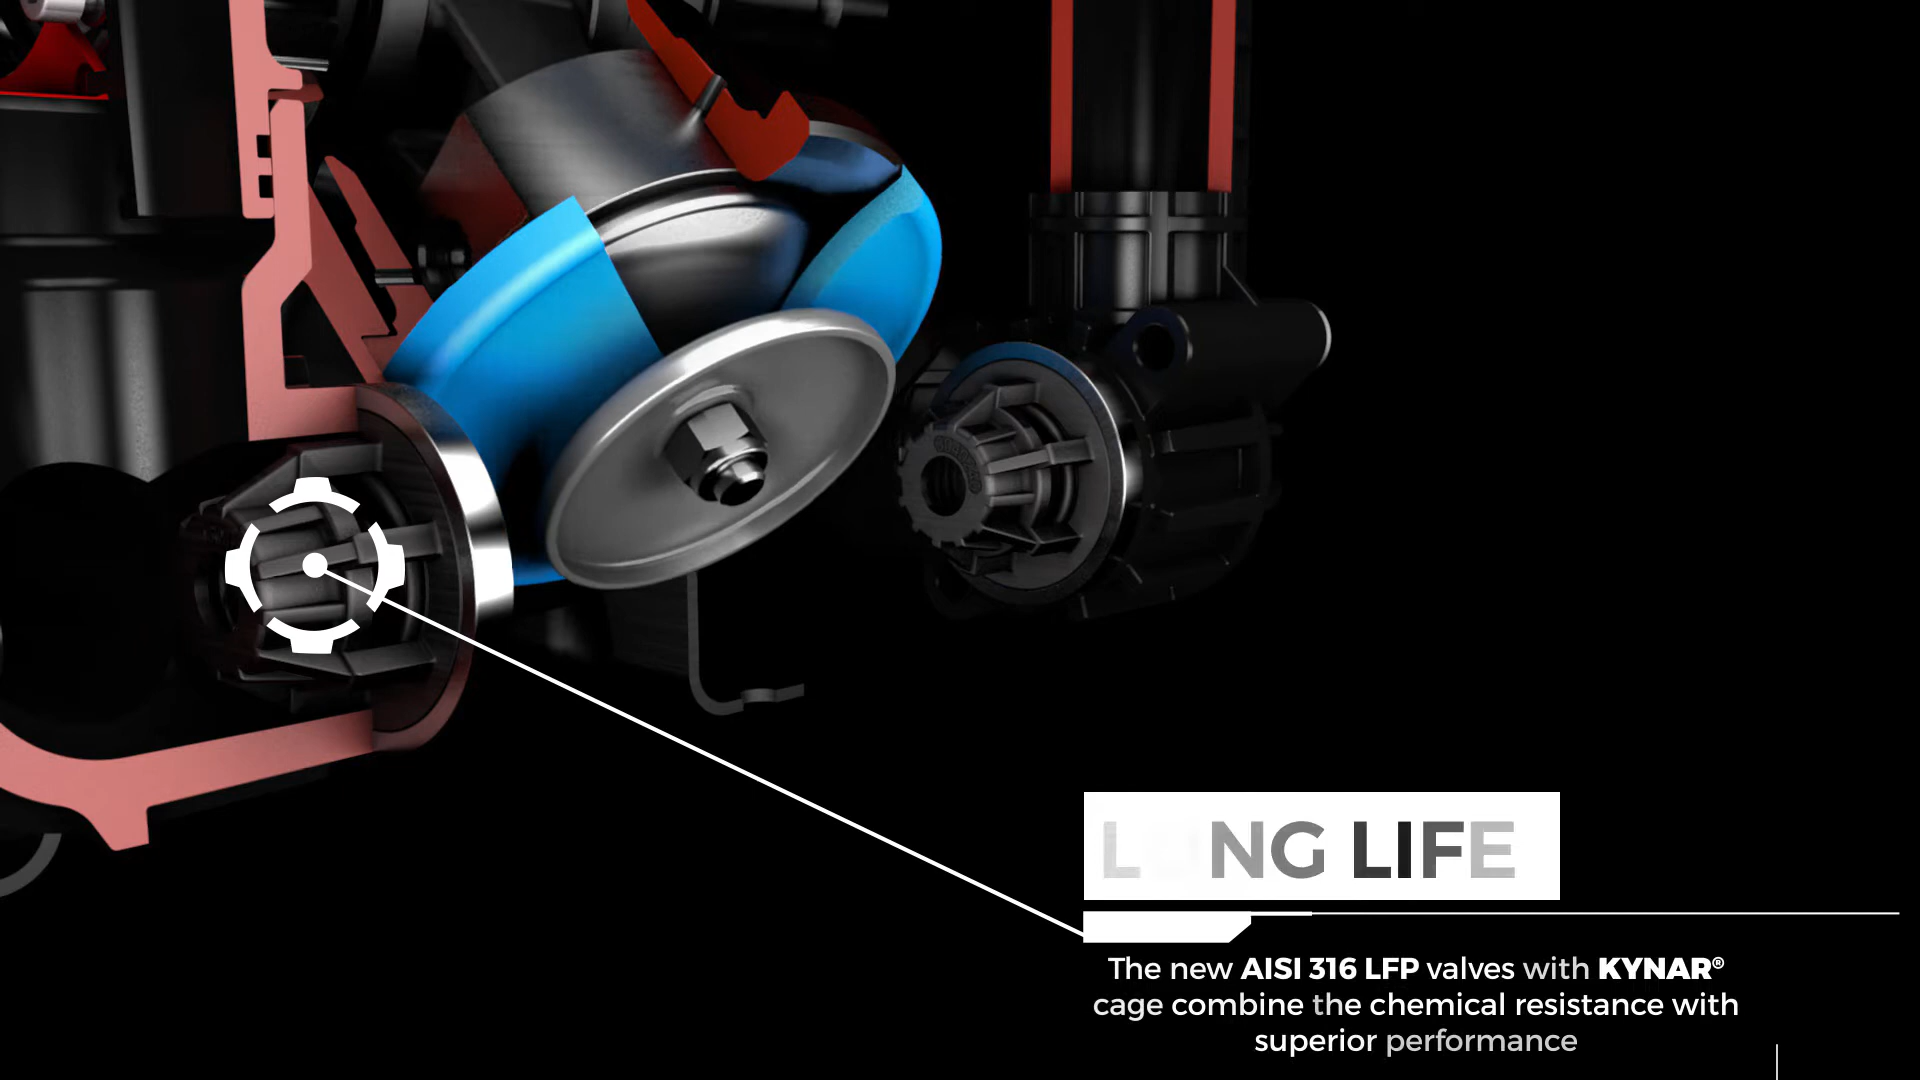 LONG LIFE
The new AISI 316 LFP valves with KYNAR®
cage combine the chemical resistance with
superior performance